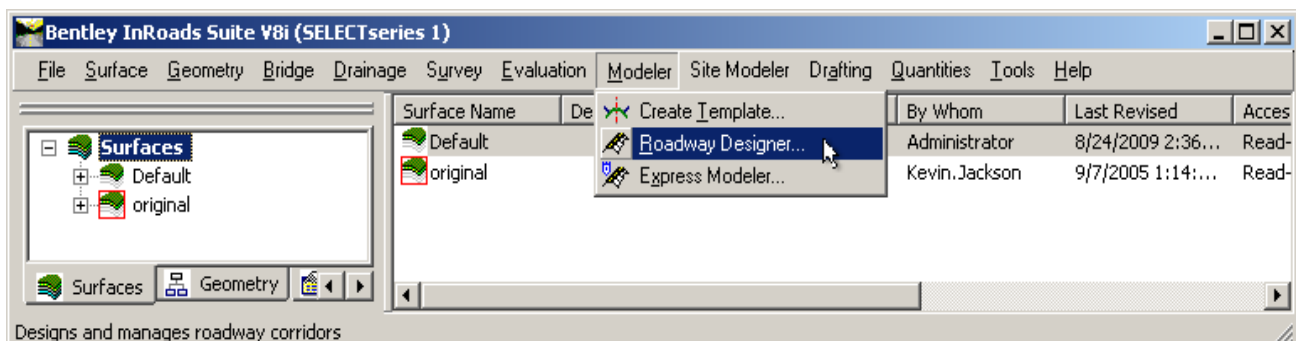 Bentley InRoads Suite V8i (SELECTseries 1)
File Surface Geometry Bridge Drainage Survey Evaluation Modeler Site Modeler Drafting Quantities Tools Help
Surface Name De By Whom Last Revised Acces
Create Template...
Surfaces
Default Administrator 8/24/2009 2:36... Read-
Roadway Designer...
Default
original Kevin.Jackson 9/7/2005 1:14:... Read-
Express Modeler...
original
Surfaces Geometry
Designs and manages roadway corridors